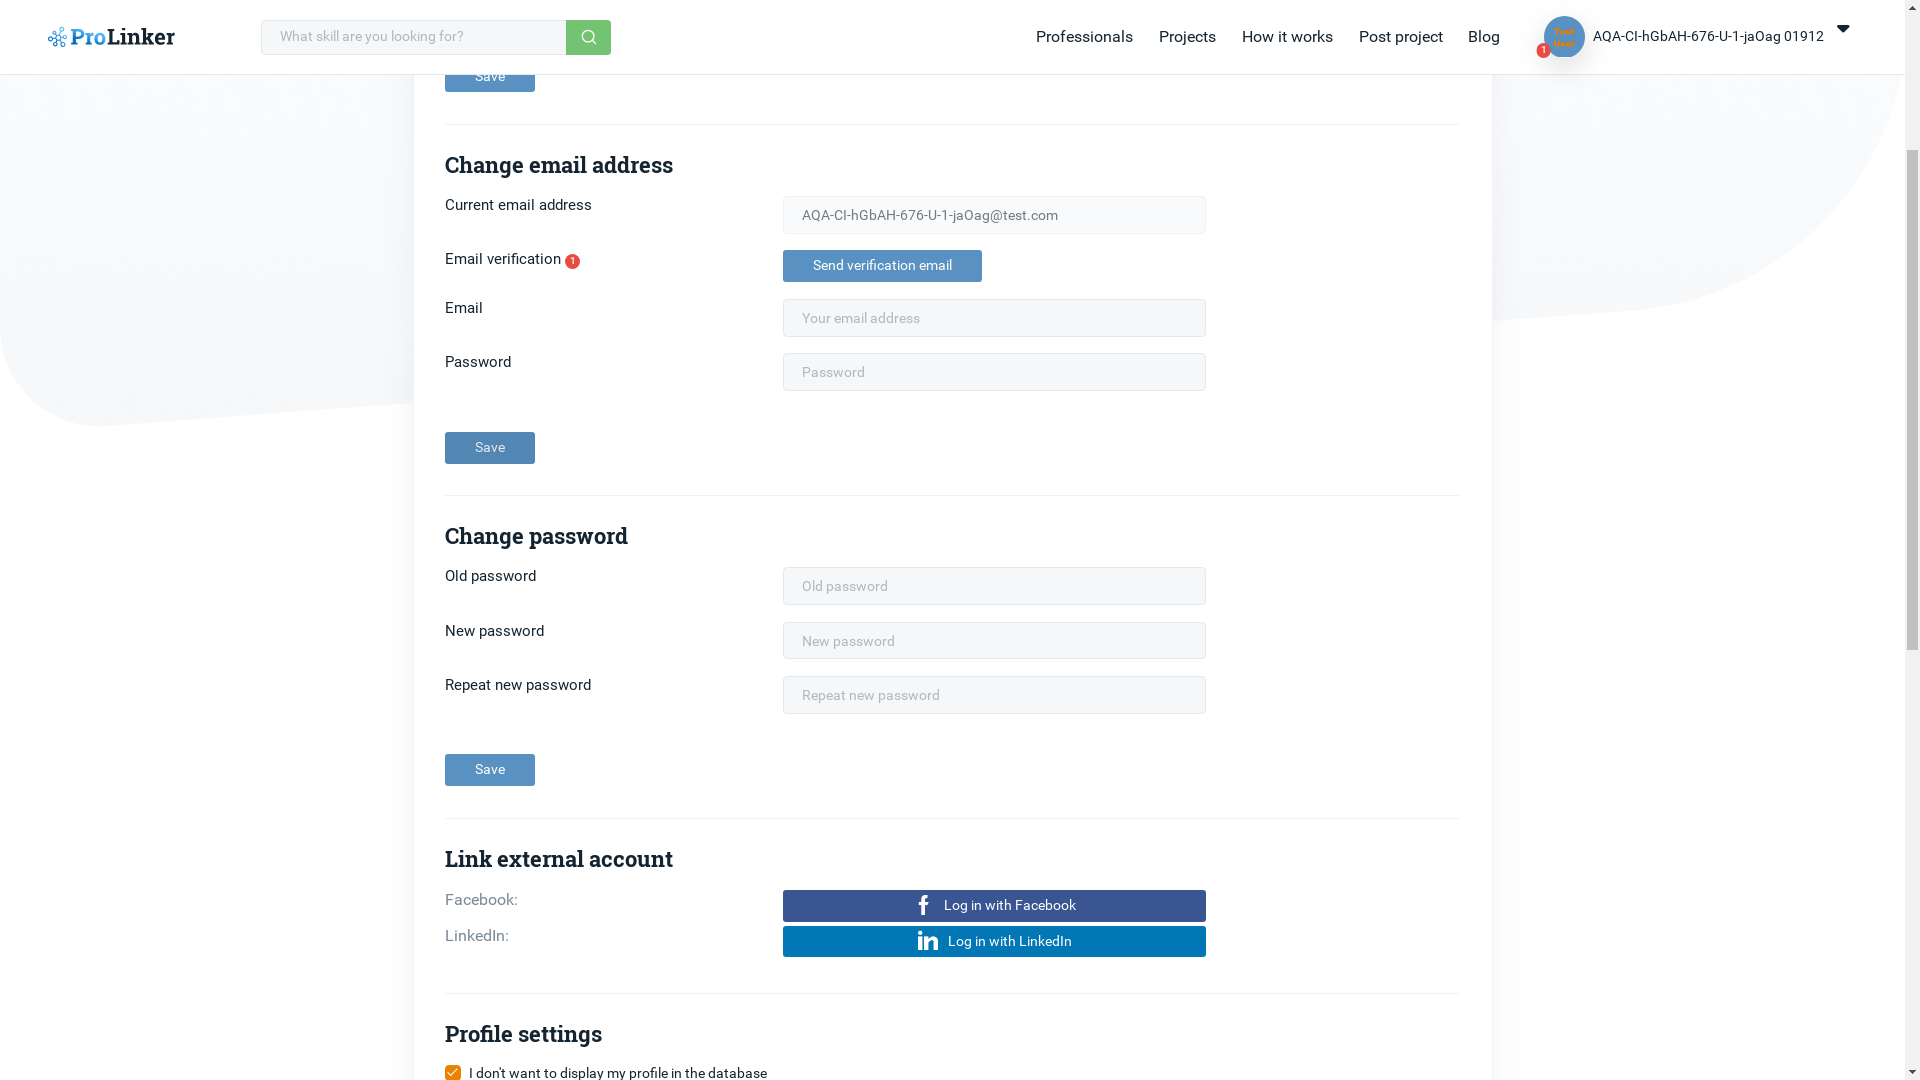 ProLinker
What skill are you looking for?
Professionals
Projects
How it works
Post project
Blog
Test
User
1
AQA-CI-hGbAH-676-U-1-jaOag 01912
Save
Change email address
Current email address
AQA-CI-hGbAH-676-U-1-jaOag@test.com
Email verification 1
Send verification email
Email
Your email address
Password
Password
Save
Change password
Old password
Old password
New password
New password
Repeat new password
Repeat new password
Save
Link external account
Facebook:
Log in with Facebook
LinkedIn:
Log in with LinkedIn
Profile settings
I don't want to display my profile in the database